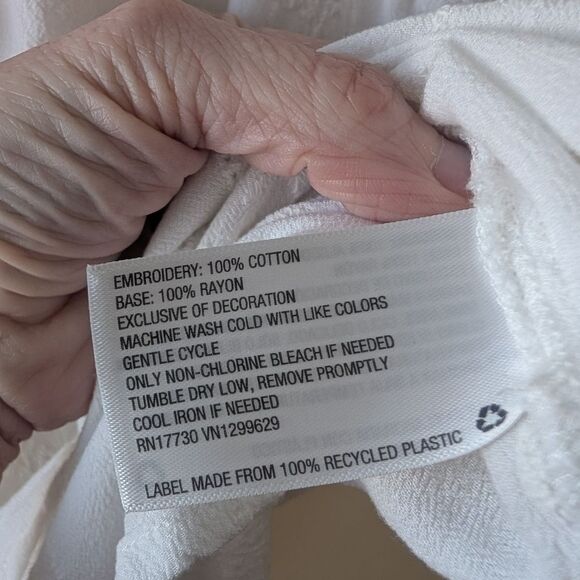 EMBROIDERY: 100% COTTON
BASE: 100% RAYON
EXCLUSIVE OF DECORATION
MACHINE WASH COLD WITH LIKE COLORS
GENTLE CYCLE
ONLY NON-CHLORINE BLEACH IF NEEDED
TUMBLE DRY LOW, REMOVE PROMPTLY
COOL IRON IF NEEDED
RN17730 VN1299629
LABEL MADE FROM 100% RECYCLED PLASTIC